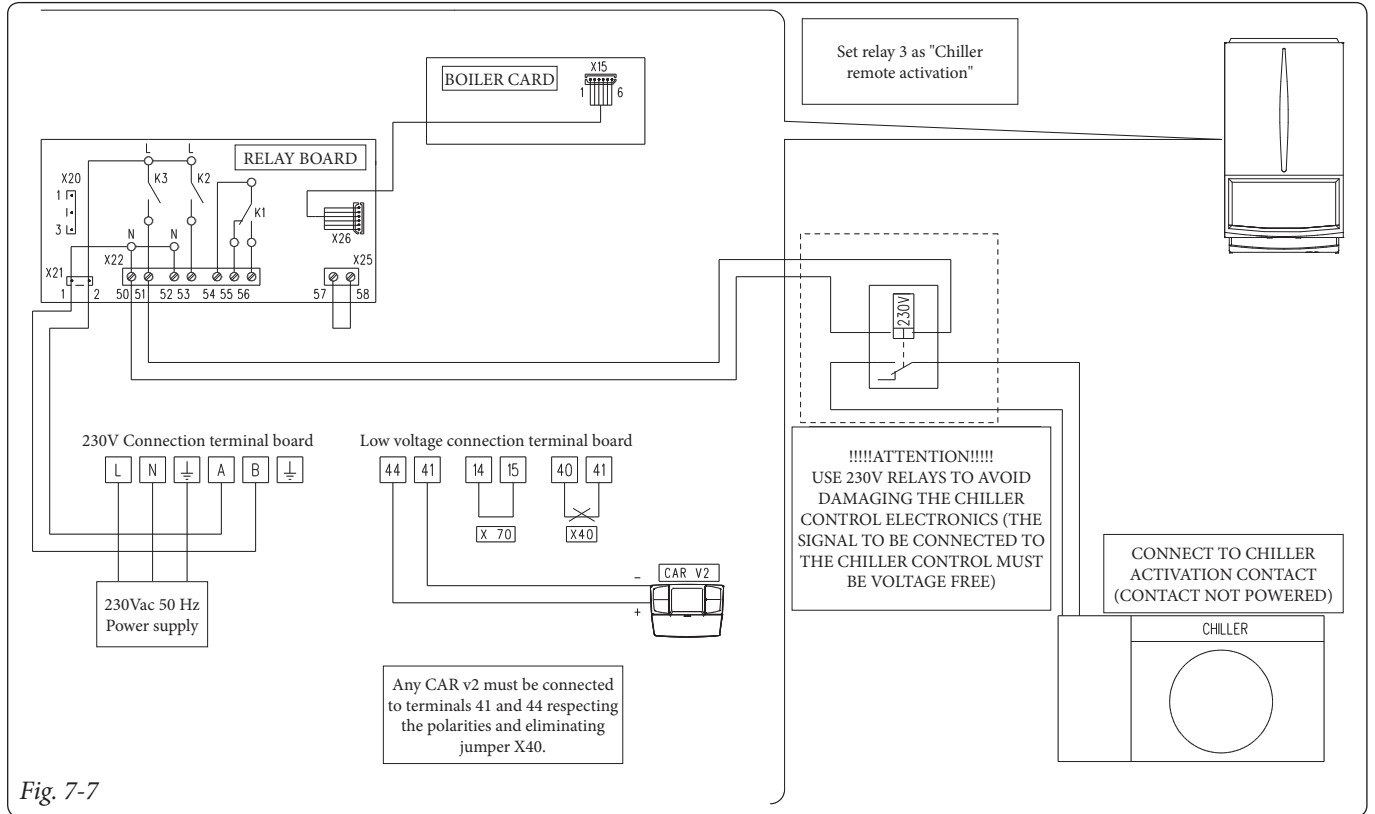 BOILER CARD
X15
1 6
Set relay 3 as "Chiller
remote activation"
RELAY BOARD
L L
X20
K3 K2
1
3
K1
X26
N N
X21
X22
X25
1 2 50 51 52 53 54 55 56 57 58
230V
230V Connection terminal board
L N A B
Low voltage connection terminal board
44 41 14 15 40 41
X 70 X40
230Vac 50 Hz
Power supply
CAR V2
-
+
Any CAR v2 must be connected
to terminals 41 and 44 respecting
the polarities and eliminating
jumper X40.
!!!!!ATTENTION!!!!!
USE 230V RELAYS TO AVOID
DAMAGING THE CHILLER
CONTROL ELECTRONICS (THE
SIGNAL TO BE CONNECTED TO
THE CHILLER CONTROL MUST
BE VOLTAGE FREE)
CONNECT TO CHILLER
ACTIVATION CONTACT
(CONTACT NOT POWERED)
CHILLER
Fig. 7-7